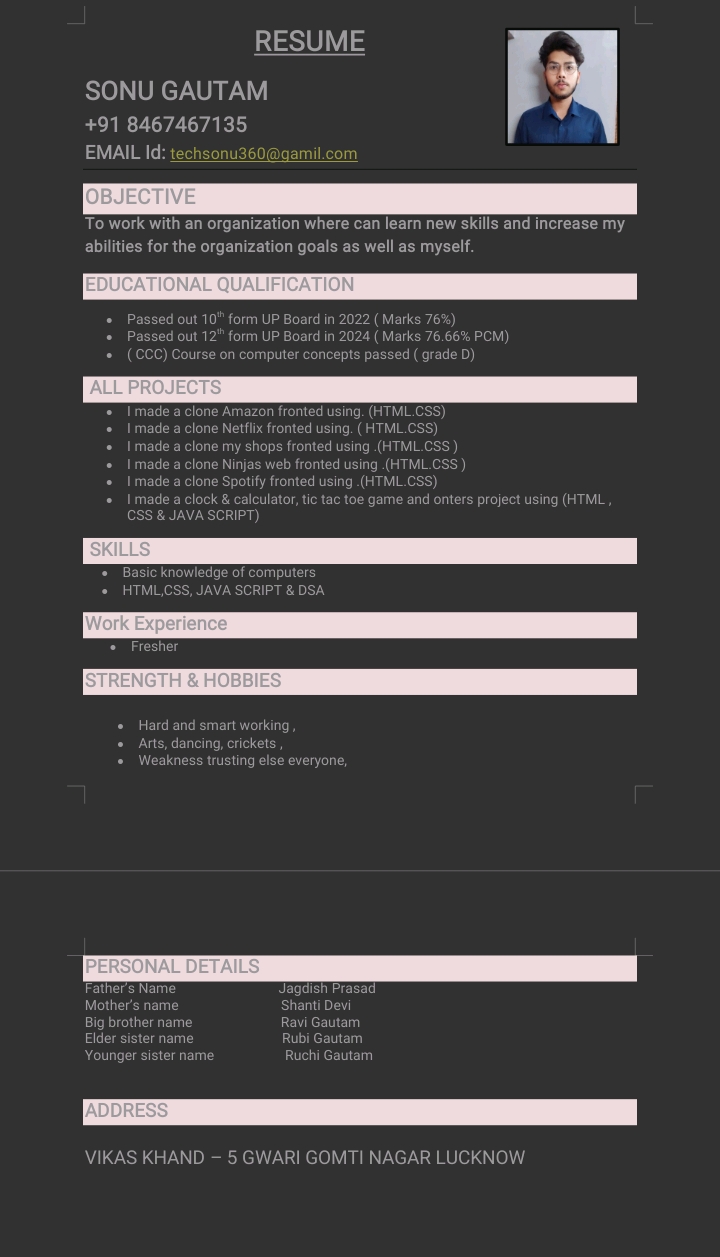 RESUME
SONU GAUTAM
+91 8467467135
EMAIL Id: techsonu360@gamil.com
OBJECTIVE
To work with an organization where can learn new skills and increase my
abilities for the organization goals as well as myself.
EDUCATIONAL QUALIFICATION
• Passed out 10th form UP Board in 2022 ( Marks 76%)
• Passed out 12th form UP Board in 2024 ( Marks 76.66% PCM)
• ( CCC) Course on computer concepts passed ( grade D)
ALL PROJECTS
• I made a clone Amazon fronted using. (HTML.CSS)
• I made a clone Netflix fronted using. ( HTML.CSS)
• I made a clone my shops fronted using .(HTML.CSS )
• I made a clone Ninjas web fronted using .(HTML.CSS )
• I made a clone Spotify fronted using .(HTML.CSS)
• I made a clock & calculator, tic tac toe game and onters project using (HTML ,
CSS & JAVA SCRIPT)
SKILLS
• Basic knowledge of computers
• HTML,CSS, JAVA SCRIPT & DSA
Work Experience
• Fresher
STRENGTH & HOBBIES
• Hard and smart working ,
• Arts, dancing, crickets ,
• Weakness trusting else everyone,
PERSONAL DETAILS
Father's Name Jagdish Prasad
Mother's name Shanti Devi
Big brother name Ravi Gautam
Elder sister name Rubi Gautam
Younger sister name Ruchi Gautam
ADDRESS
VIKAS KHAND – 5 GWARI GOMTI NAGAR LUCKNOW